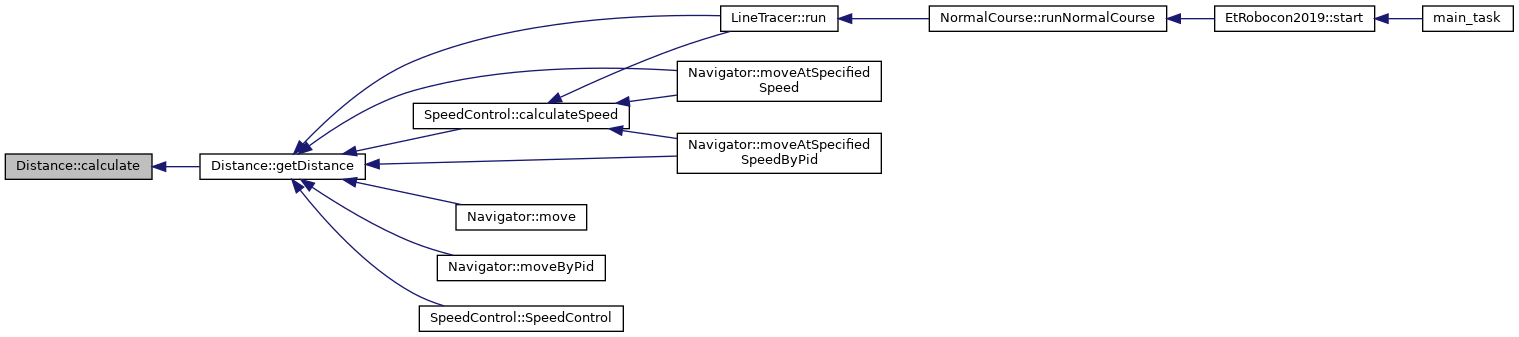 LineTracer::run
NormalCourse::runNormalCourse
EtRobocon2019::start
main_task
Navigator::moveAtSpecified
Speed
SpeedControl::calculateSpeed
Navigator::moveAtSpecified
SpeedByPid
Distance::calculate
Distance::getDistance
Navigator::move
Navigator::moveByPid
SpeedControl::SpeedControl